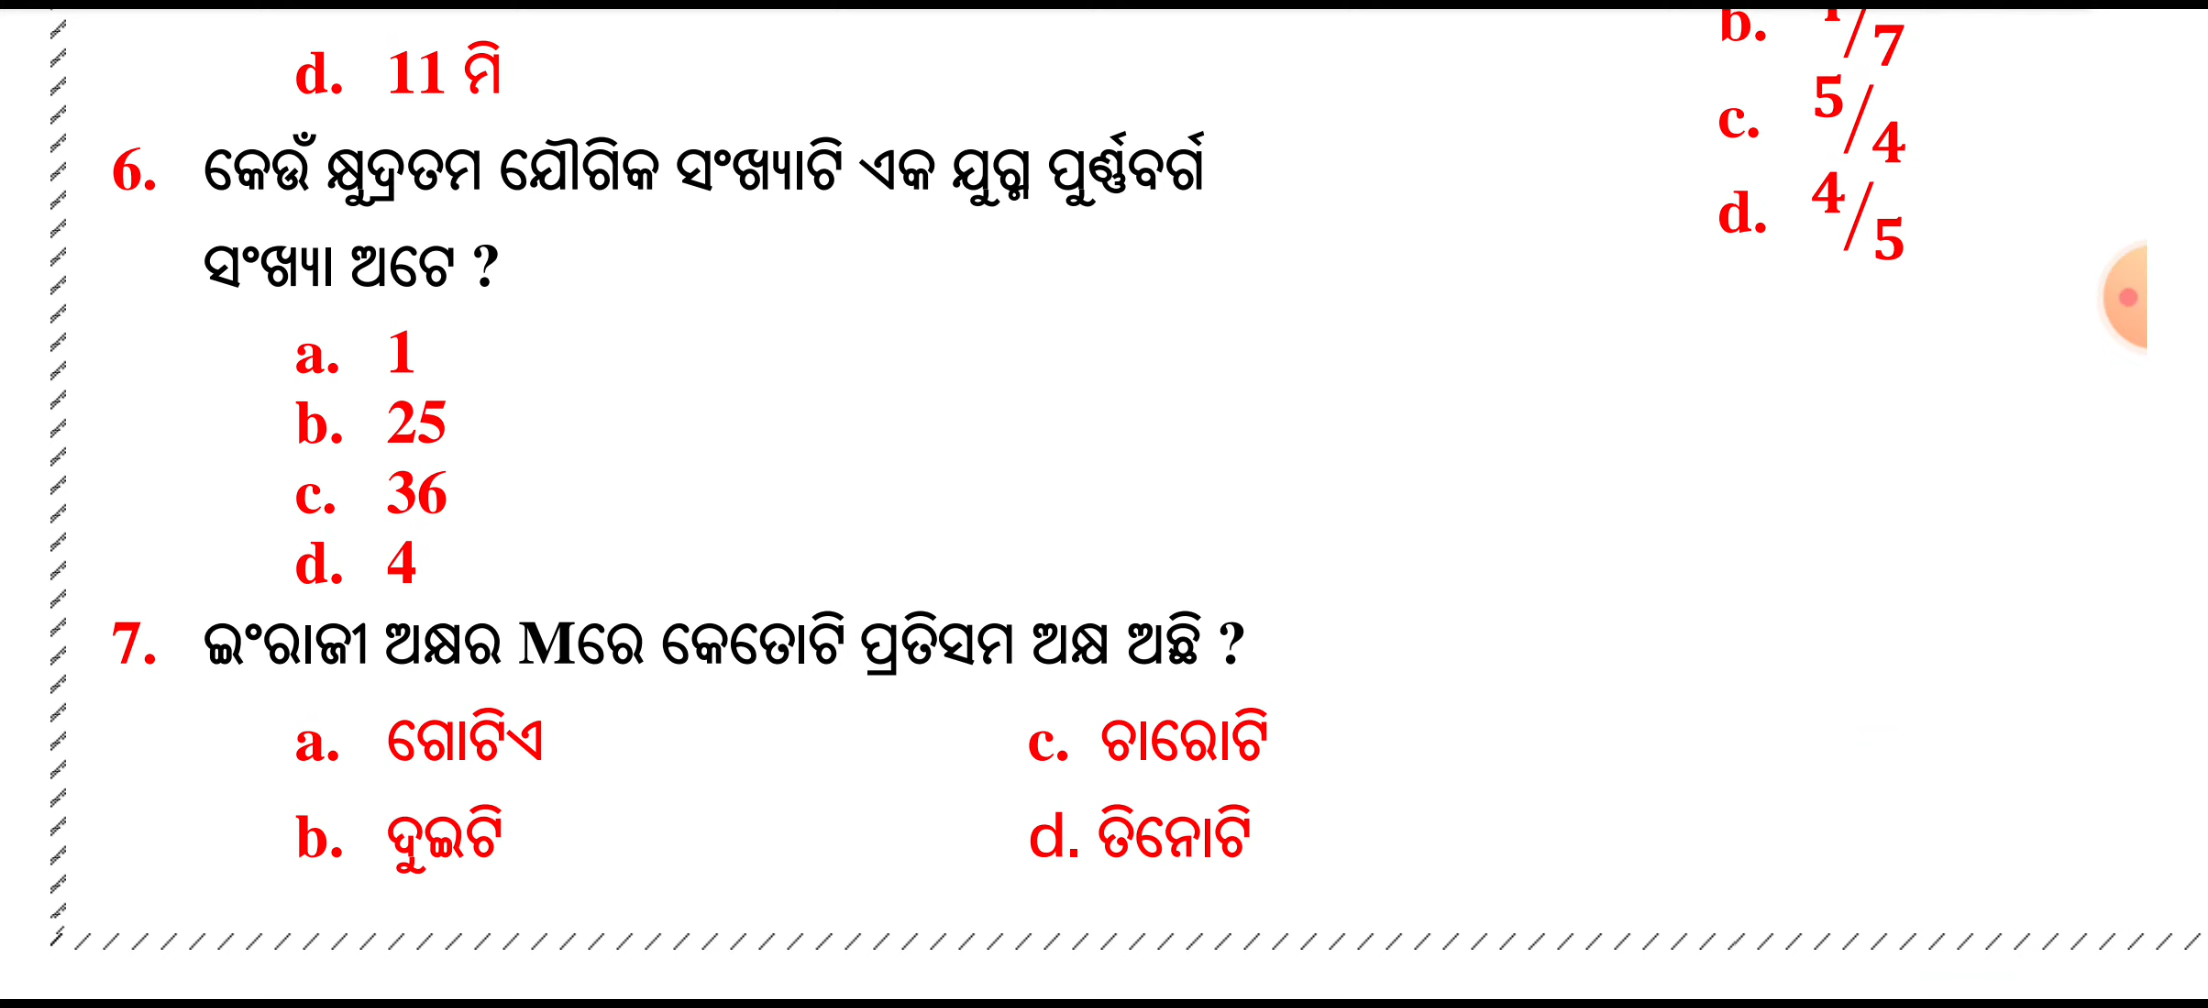 d. 11 ମି
6. କେଉଁ କ୍ଷୁଦ୍ରତମ ଯୌଗିକ ସଂଖ୍ୟାଟି ଏକ ଯୁଗ୍ମ ପୁର୍ଣ୍ଣବର୍ଗ
ସଂଖ୍ୟା ଅଟେ ?
a. 1
b. 25
c. 36
d. 4
7. ଇଂରାଜୀ ଅକ୍ଷର Mରେ କେତୋଟି ପ୍ରତିସମ ଅକ୍ଷ ଅଛି ?
a. ଗୋଟିଏ
b. ଦୁଇଟି
c. ଚାରୋଟି
d. ତିନୋଟି
b. /7
c. 5/4
d. 4/5